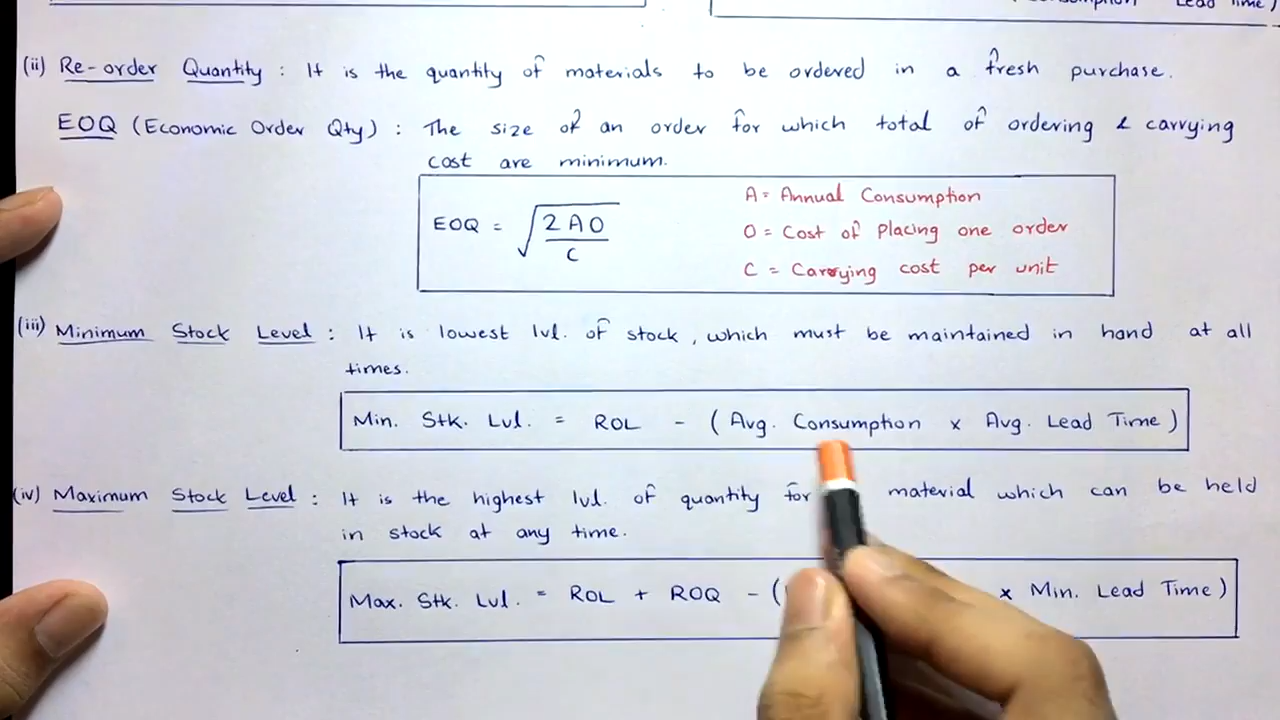 Lead Time)
(ii) Re-order Quantity : It is the quantity of materials to be ordered in a fresh purchase.
EOQ (Economic Order Qty) : The size of an order for which total of ordering & carrying
cost are minimum.
EOQ = √(2AO/C)
A = Annual Consumption
O = Cost of placing one order
C = Carrying cost per unit
(iii) Minimum Stock Level : It is lowest lvl. of stock, which must be maintained in hand at all
times.
Min. Stk. Lvl. = ROL - (Avg. Consumption x Avg. Lead Time)
(iv) Maximum Stock Level : It is the highest lvl. of quantity for material which can be held
in stock at any time.
Max. Stk. Lvl. = ROL + ROQ - ( x Min. Lead Time)